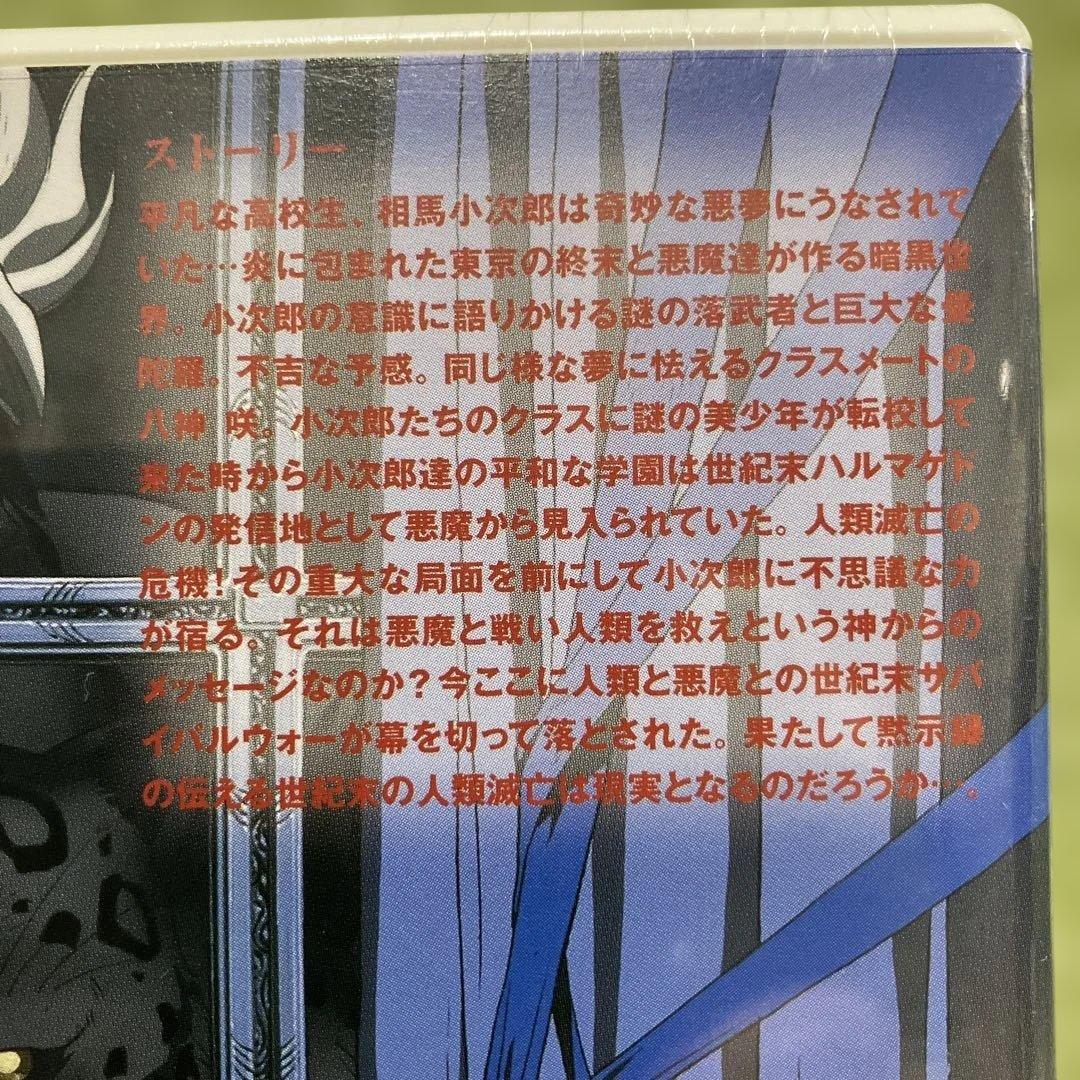 ストーリー
平凡な高校生、相馬小次郎は奇妙な悪夢にうなされて
いた…炎に包まれた東京の終末と悪魔達が作る暗黒世
界。小次郎の意識に語りかける謎の落武者と巨大な曼
陀羅。不吉な予感。同じ様な夢に怯えるクラスメートの
八神 咲。小次郎たちのクラスに謎の美少年が転校して
来た時から小次郎達の平和な学園は世紀末ハルマゲド
ンの発信地として悪魔から見入られていた。人類滅亡の
危機！その重大な局面を前にして小次郎に不思議な力
が宿る。それは悪魔と戦い人類を救えという神からの
メッセージなのか？今ここに人類と悪魔との世紀末サバ
イバルウォーが幕を切って落とされた。果たして黙示録
の伝える世紀末の人類滅亡は現実となるのだろうか…。